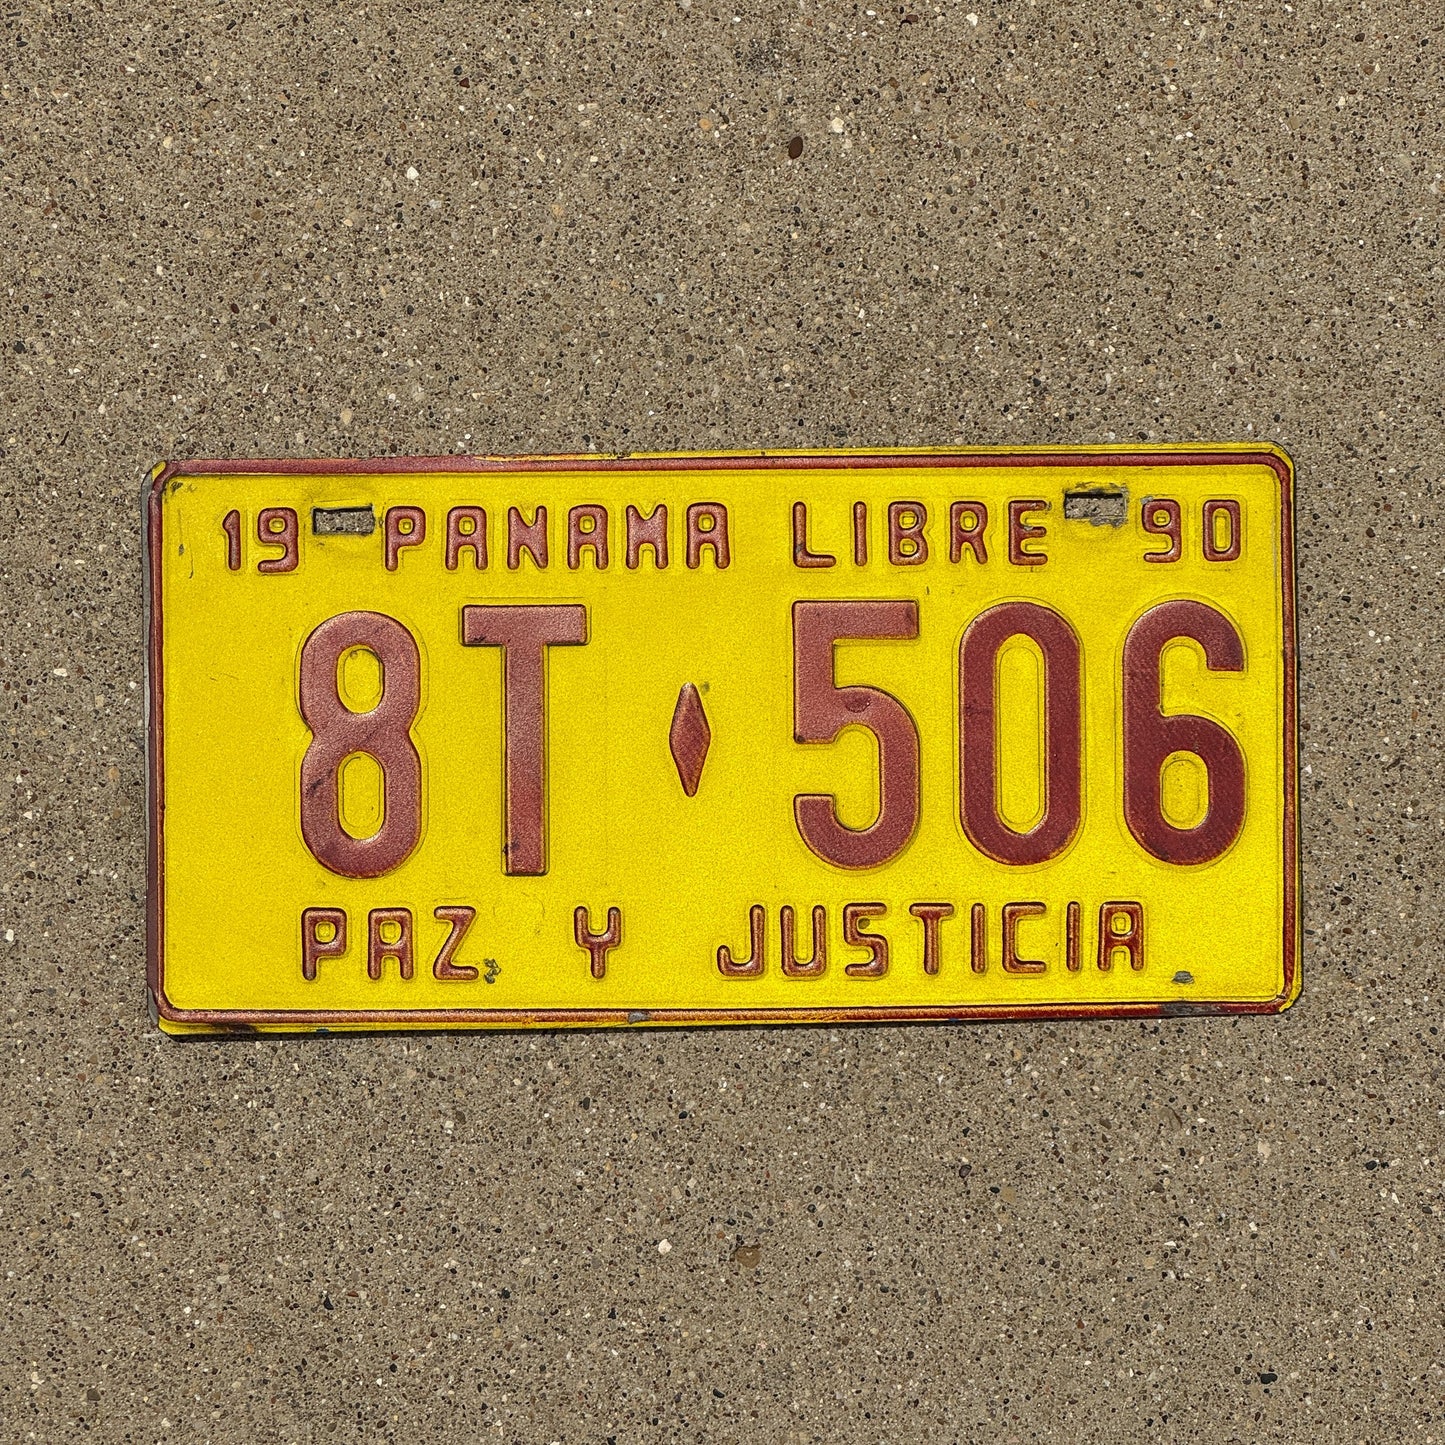 19 PANAMA LIBRE 90
8T♦506
PAZ Y JUSTICIA